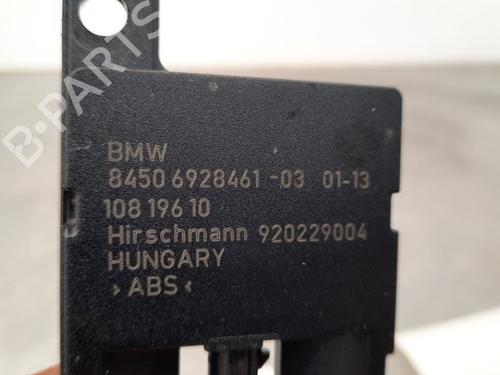 B-PARTS
BMW
8450 6928461 -03 01-13
108 196 10
Hirschmann 920229004
HUNGARY
› ABS ‹